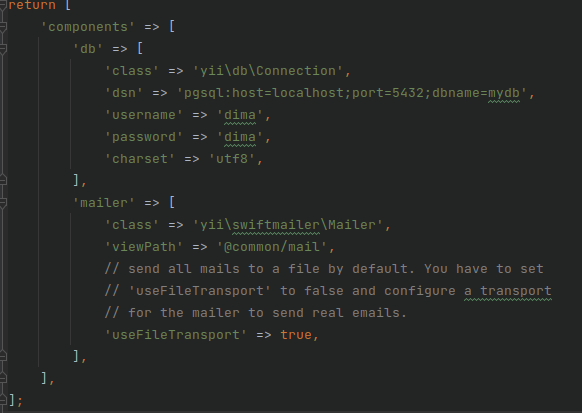 return [
    'components' => [
        'db' => [
            'class' => 'yii\db\Connection',
            'dsn' => 'pgsql:host=localhost;port=5432;dbname=mydb',
            'username' => 'dima',
            'password' => 'dima',
            'charset' => 'utf8',
        ],
        'mailer' => [
            'class' => 'yii\swiftmailer\Mailer',
            'viewPath' => '@common/mail',
            // send all mails to a file by default. You have to set
            // 'useFileTransport' to false and configure a transport
            // for the mailer to send real emails.
            'useFileTransport' => true,
        ],
    ],
];